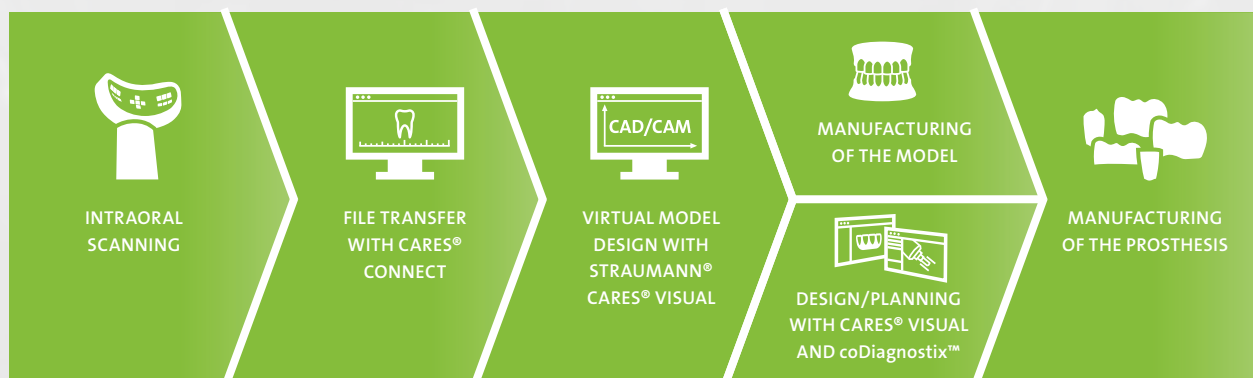 INTRAORAL
SCANNING
FILE TRANSFER
WITH CARES®
CONNECT
CAD/CAM
VIRTUAL MODEL
DESIGN WITH
STRAUMANN®
CARES® VISUAL
MANUFACTURING
OF THE MODEL
DESIGN/PLANNING
WITH CARES® VISUAL
AND coDiagnostix™
MANUFACTURING
OF THE PROSTHESIS